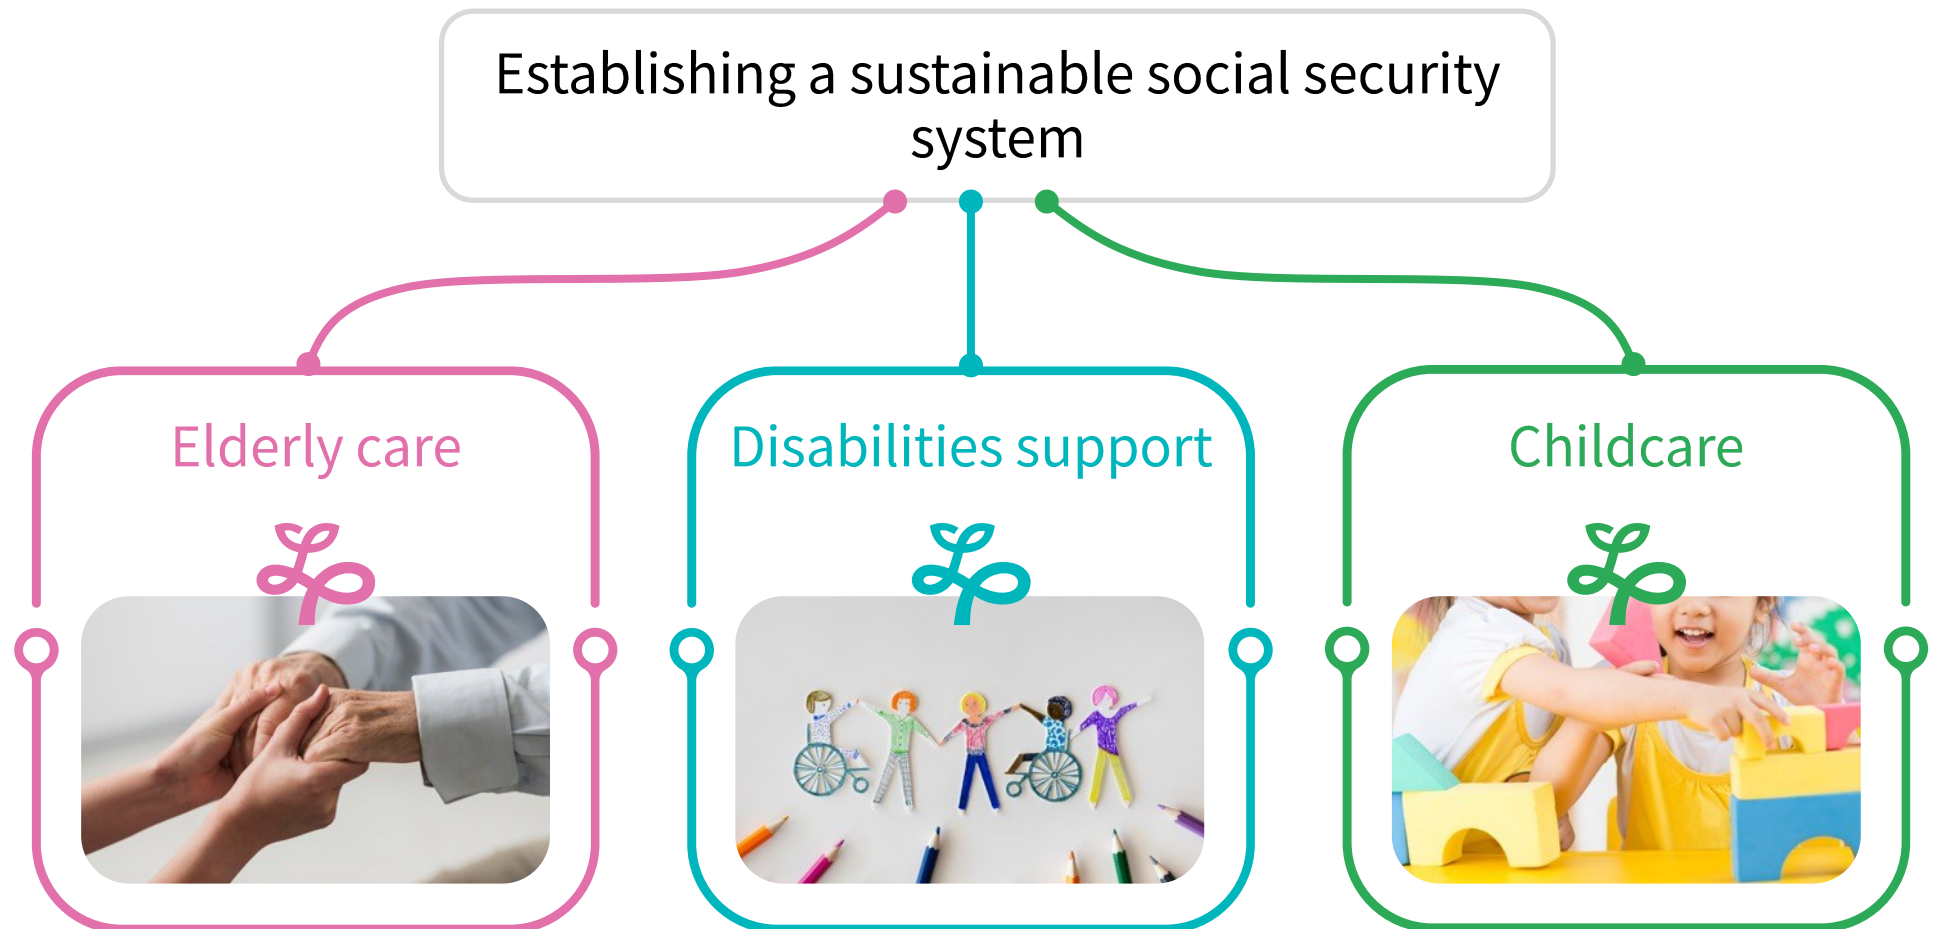 Establishing a sustainable social security
system
Elderly care
Disabilities support
Childcare